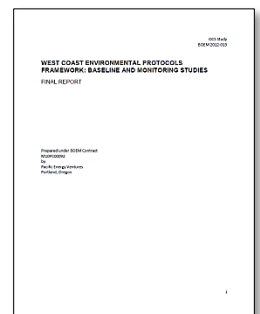 OCS Study
BOEM 2012-013
WEST COAST ENVIRONMENTAL PROTOCOLS
FRAMEWORK: BASELINE AND MONITORING STUDIES
FINAL REPORT
Prepared under BOEM Contract
by
Pacific Energy Ventures
Portland, Oregon